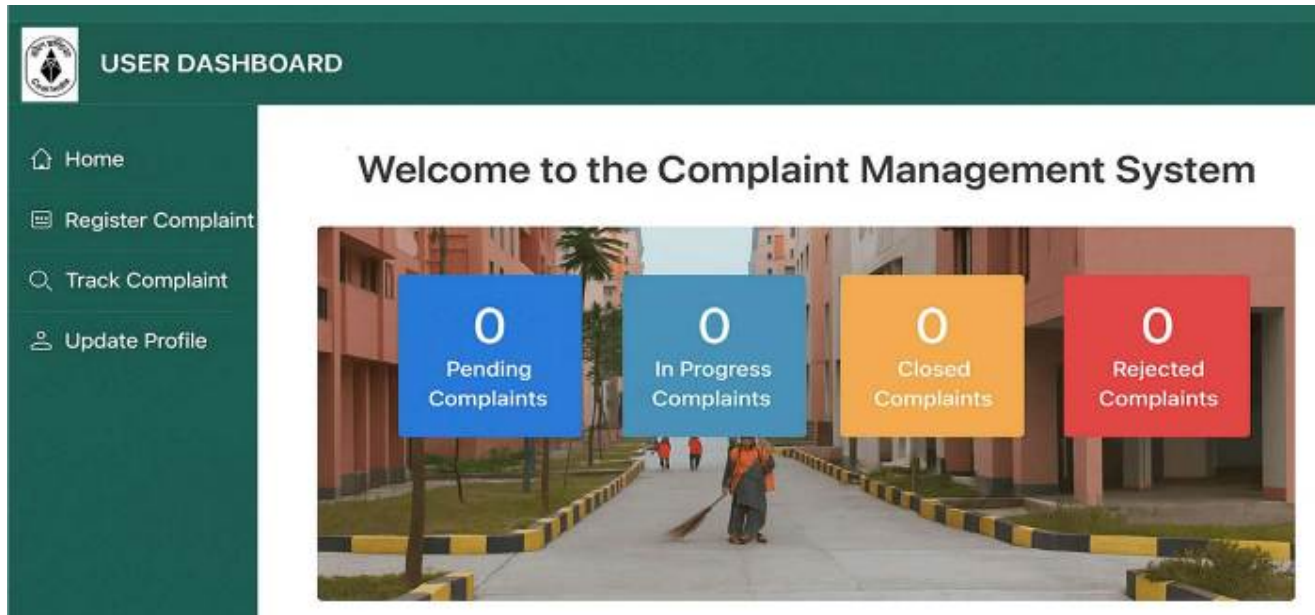 USER DASHBOARD
Home
Register Complaint
Track Complaint
Update Profile
Welcome to the Complaint Management System
0
Pending
Complaints
0
In Progress
Complaints
0
Closed
Complaints
0
Rejected
Complaints